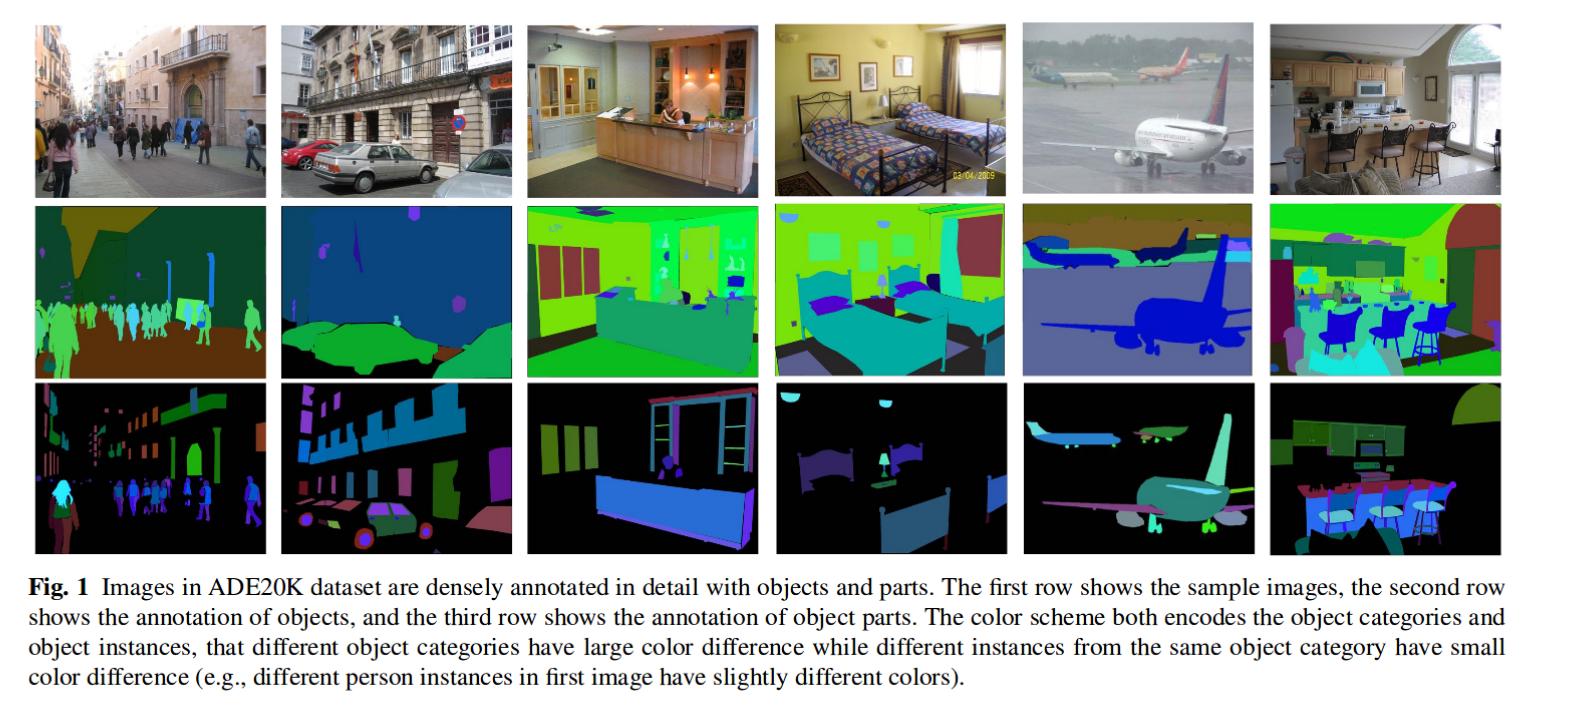 03/04/2009
Fig. 1 Images in ADE20K dataset are densely annotated in detail with objects and parts. The first row shows the sample images, the second row
shows the annotation of objects, and the third row shows the annotation of object parts. The color scheme both encodes the object categories and
object instances, that different object categories have large color difference while different instances from the same object category have small
color difference (e.g., different person instances in first image have slightly different colors).